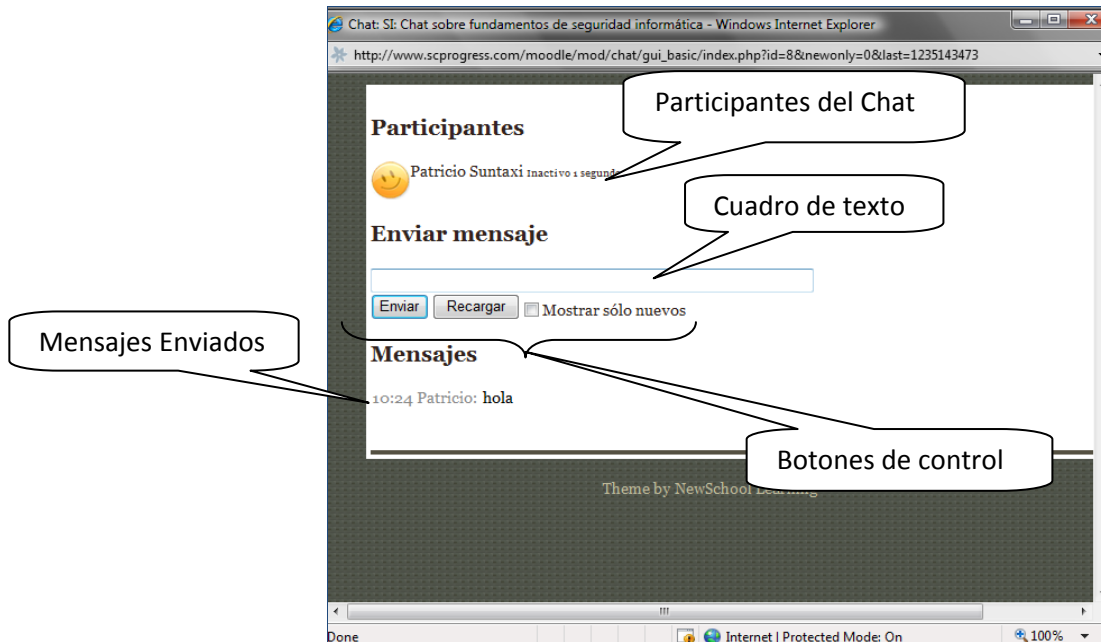 Chat: SI: Chat sobre fundamentos de seguridad informática - Windows Internet Explorer
http://www.scprogress.com/moodle/mod/chat/gui_basic/index.php?id=8&newonly=0&last=1235143473
Participantes del Chat
Participantes
Patricio Suntaxi Inactivo 1 segundo
Cuadro de texto
Enviar mensaje
Enviar Recargar Mostrar sólo nuevos
Mensajes Enviados
Mensajes
10:24 Patricio: hola
Botones de control
Theme by NewSchool Learning
Done Internet | Protected Mode: On 100%